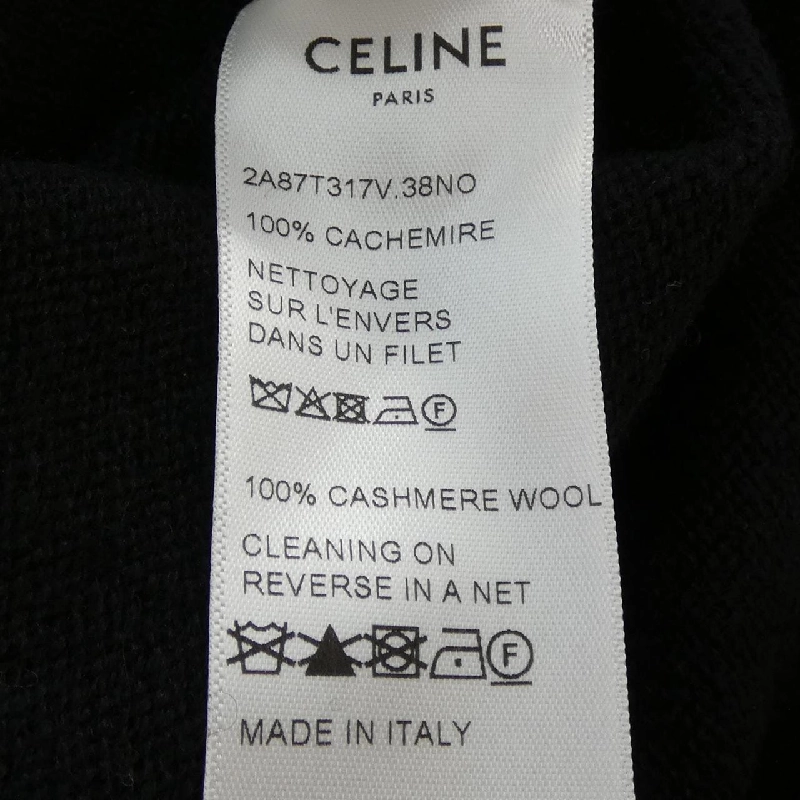 CELINE
PARIS
2A87T317V.38NO
100% CACHEMIRE
NETTOYAGE
SUR L'ENVERS
DANS UN FILET
F
100% CASHMERE WOOL
CLEANING ON
REVERSE IN A NET
F
MADE IN ITALY